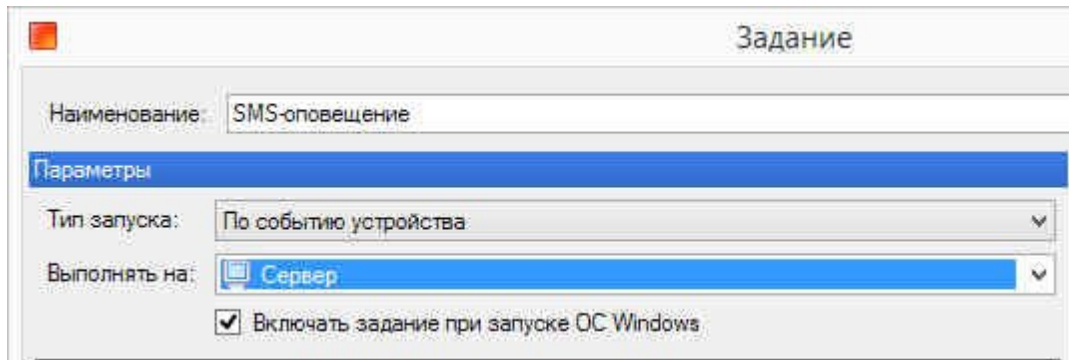 Задание
Наименование: SMS-оповещение
Параметры
Тип запуска: По событию устройства
Выполнять на: Сервер
Включать задание при запуске ОС Windows